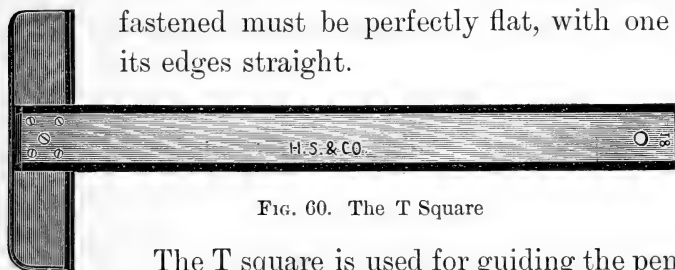 fastened must be perfectly flat, with one
its edges straight.
H.S.&CO.
18
FIG. 60. The T Square
The T square is used for guiding the pen